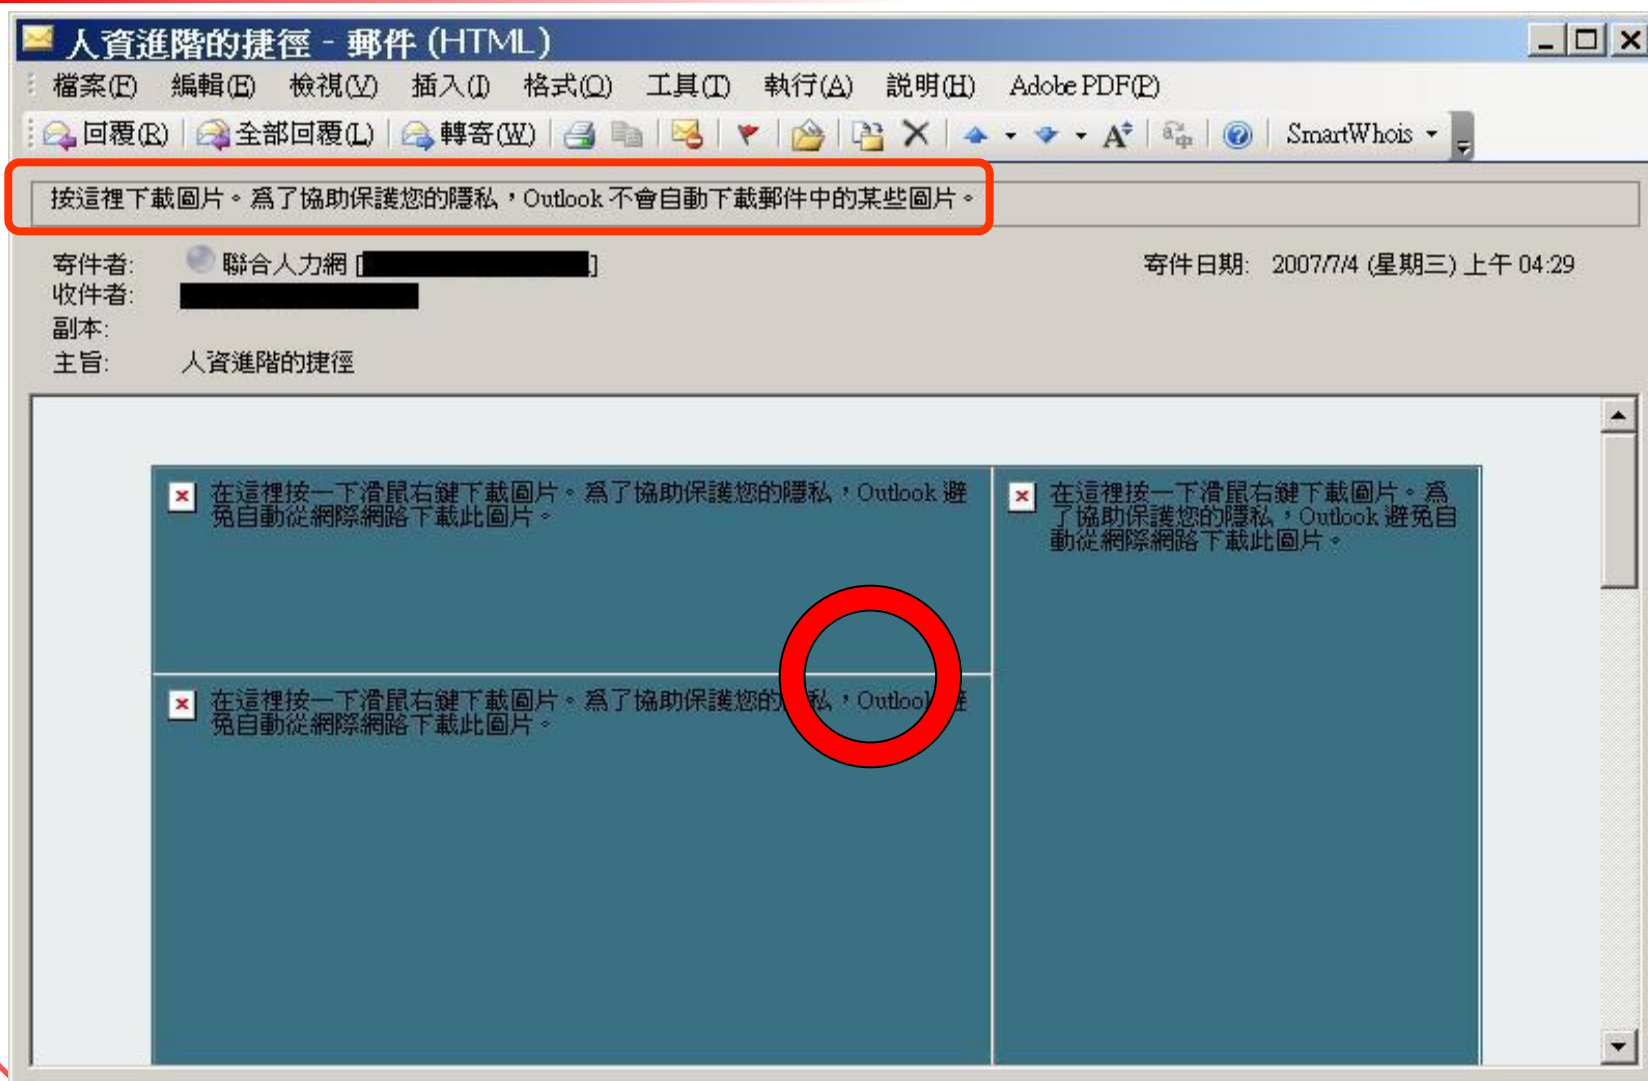 人資進階的捷徑 - 郵件 (HTML)
檔案(F) 編輯(E) 檢視(V) 插入(I) 格式(O) 工具(T) 執行(A) 說明(H) Adobe PDF(P)
回覆(R) 全部回覆(L) 轉寄(W) SmartWhois
按這裡下載圖片。為了協助保護您的隱私，Outlook 不會自動下載郵件中的某些圖片。
寄件者: 聯合人力網 [ ] 寄件日期: 2007/7/4 (星期三) 上午 04:29
收件者:
副本:
主旨: 人資進階的捷徑
在這裡按一下滑鼠右鍵下載圖片。為了協助保護您的隱私，Outlook 避
免自動從網際網路下載此圖片。
在這裡按一下滑鼠右鍵下載圖片。為
了協助保護您的隱私，Outlook 避免自
動從網際網路下載此圖片。
在這裡按一下滑鼠右鍵下載圖片。為了協助保護您的隱私，Outlook 避
免自動從網際網路下載此圖片。